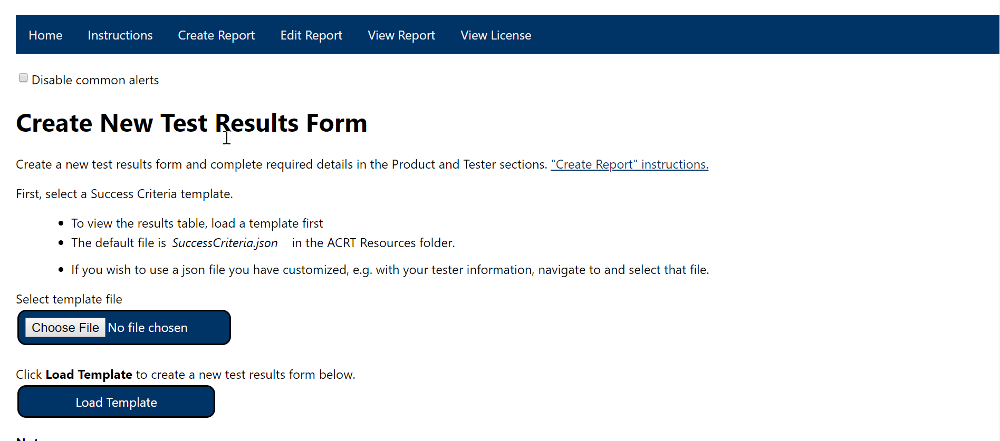 Home Instructions Create Report Edit Report View Report View License
Disable common alerts
Create New Test Results Form
Create a new test results form and complete required details in the Product and Tester sections. "Create Report" instructions.
First, select a Success Criteria template.
• To view the results table, load a template first
• The default file is SuccessCriteria.json in the ACRT Resources folder.
• If you wish to use a json file you have customized, e.g. with your tester information, navigate to and select that file.
Select template file
Choose File No file chosen
Click Load Template to create a new test results form below.
Load Template